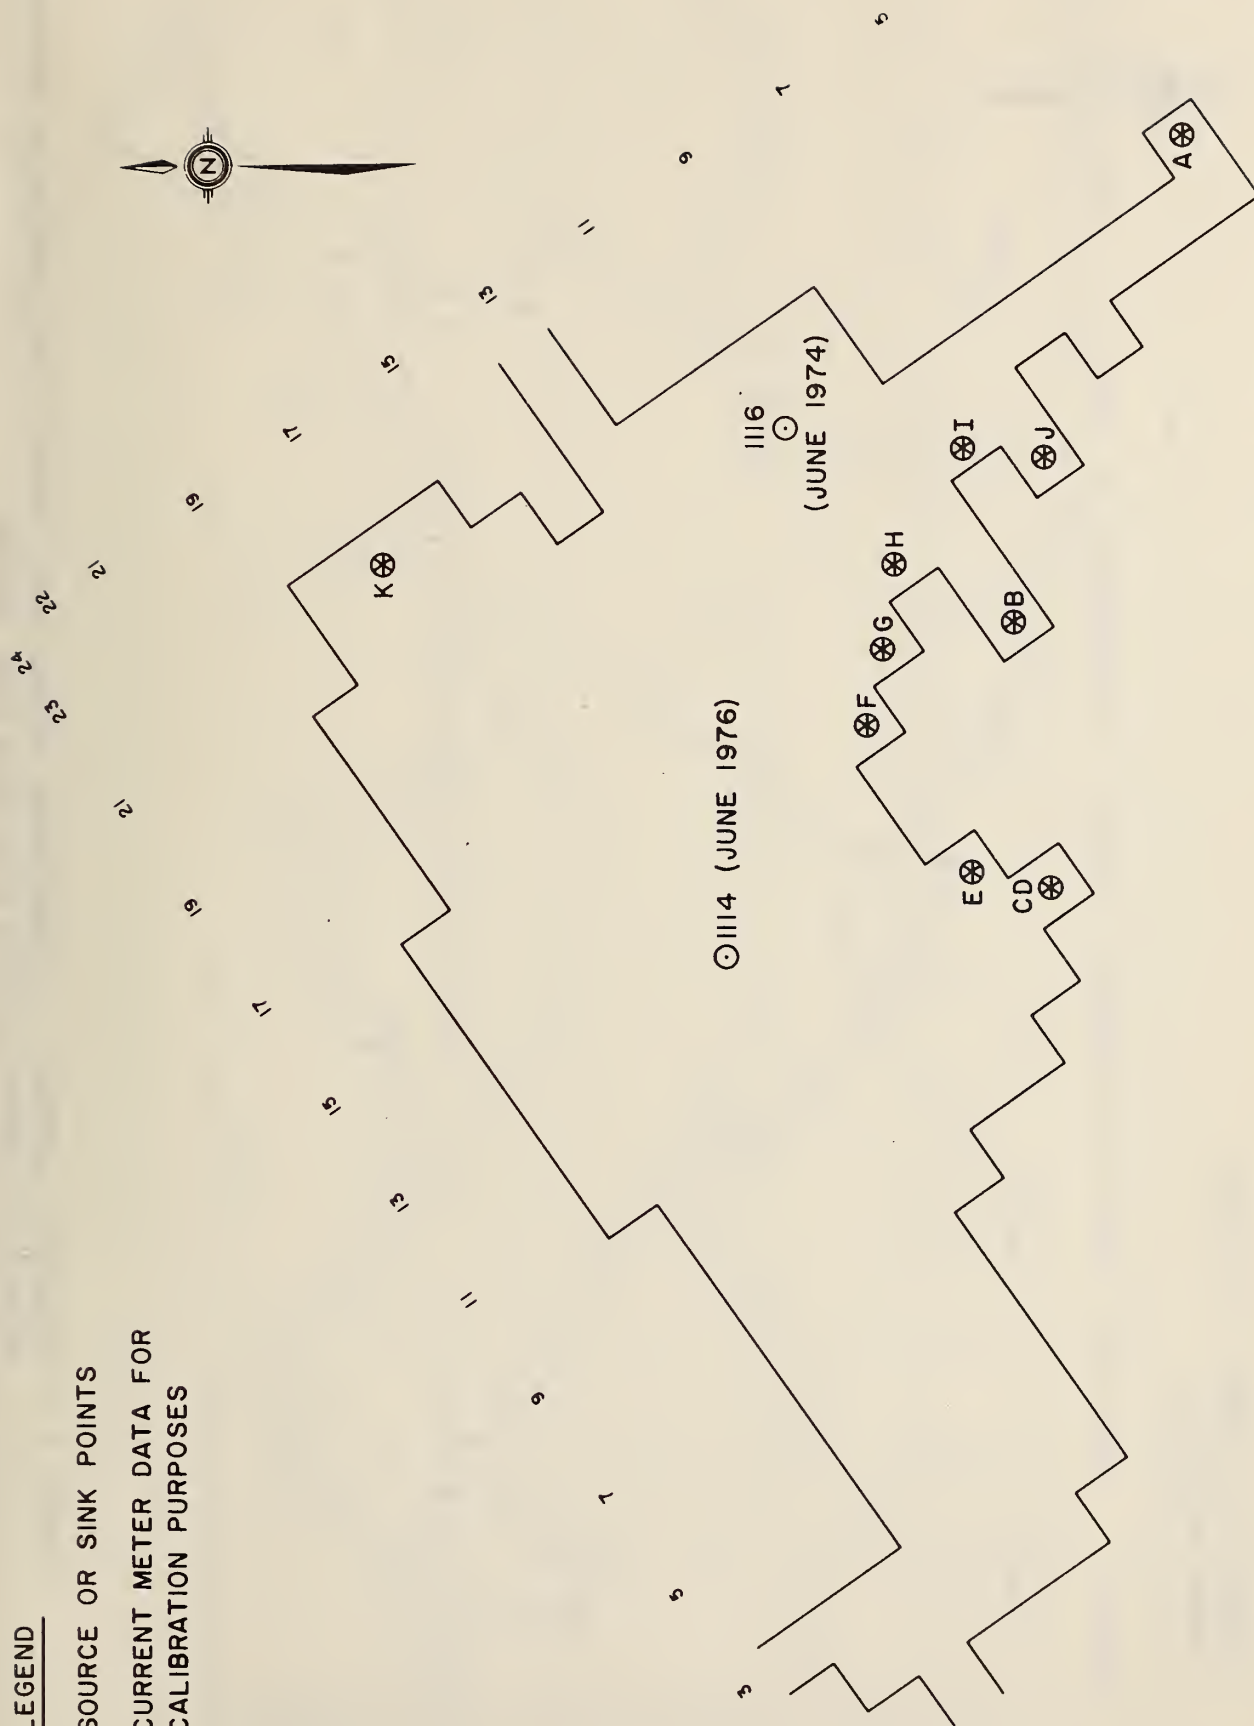 LEGEND
SOURCE OR SINK POINTS
CURRENT METER DATA FOR
CALIBRATION PURPOSES
N
3
5
7
9
11
13
15
17
19
21
23
24
22
21
19
17
15
13
11
9
7
5
K
1116
(JUNE 1974)
1114 (JUNE 1976)
A
I
J
H
G
B
F
E
CD